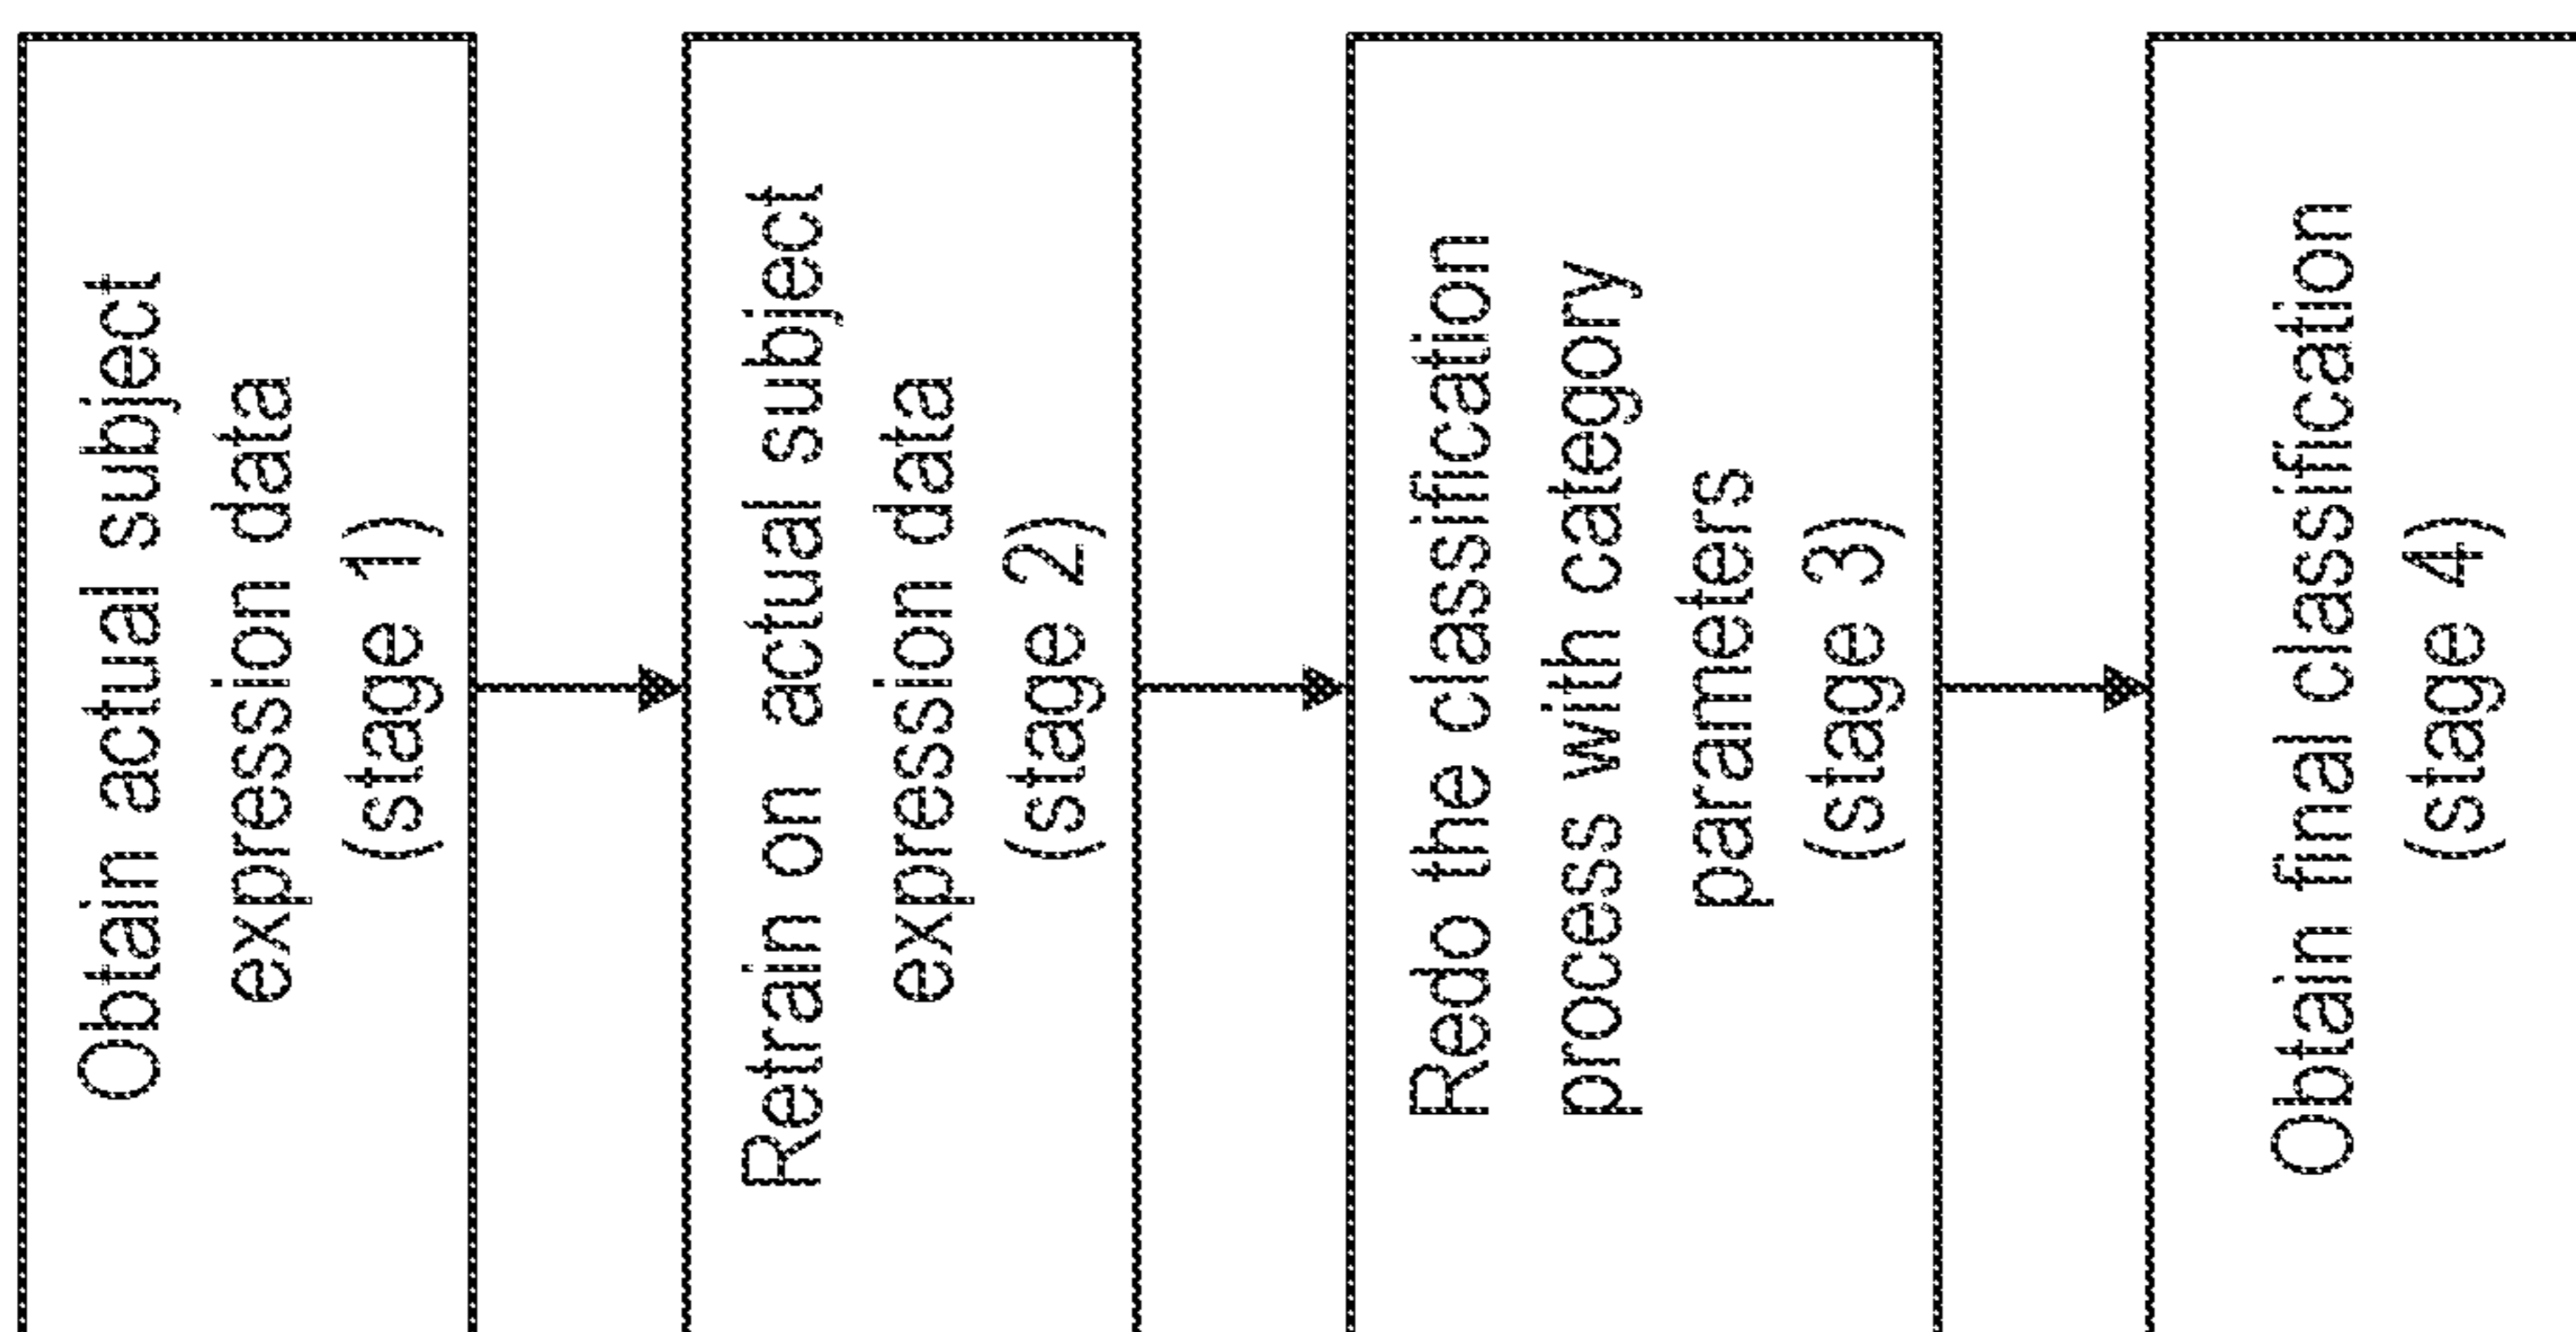 Obtain actual subject
expression data
(stage 1)
Retrain on actual subject
expression data
(stage 2)
Redo the classification
process with category
parameters
(stage 3)
Obtain final classification
(stage 4)